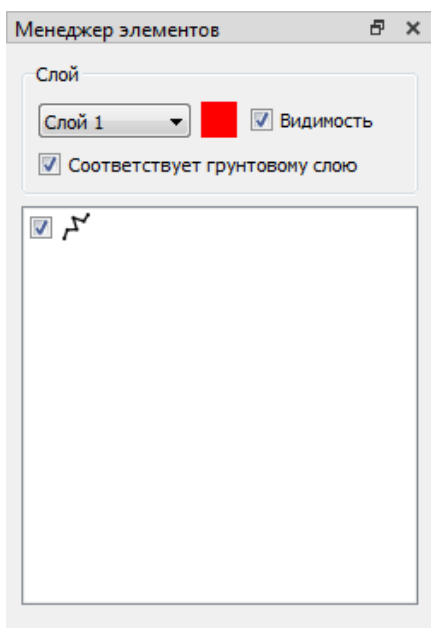 Менеджер элементов
Слой
Слой 1 Видимость
Соответствует грунтовому слою